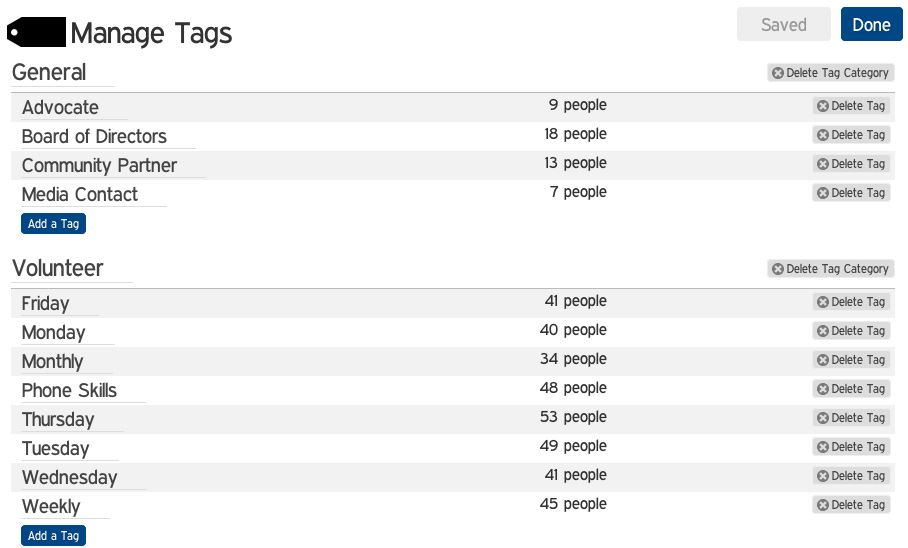 Manage Tags Saved Done
General Delete Tag Category
Advocate 9 people Delete Tag
Board of Directors 18 people Delete Tag
Community Partner 13 people Delete Tag
Media Contact 7 people Delete Tag
Add a Tag
Volunteer Delete Tag Category
Friday 41 people Delete Tag
Monday 40 people Delete Tag
Monthly 34 people Delete Tag
Phone Skills 48 people Delete Tag
Thursday 53 people Delete Tag
Tuesday 49 people Delete Tag
Wednesday 41 people Delete Tag
Weekly 45 people Delete Tag
Add a Tag